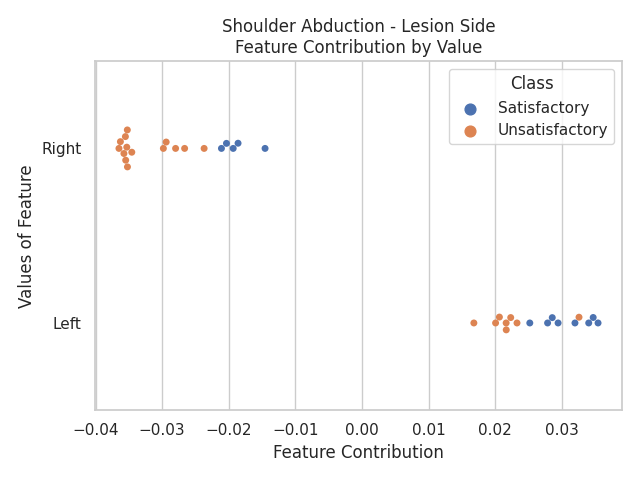 Shoulder Abduction - Lesion Side
Feature Contribution by Value
Class
Satisfactory
Unsatisfactory
Values of Feature
Right
Left
−0.04 −0.03 −0.02 −0.01 0.00 0.01 0.02 0.03
Feature Contribution